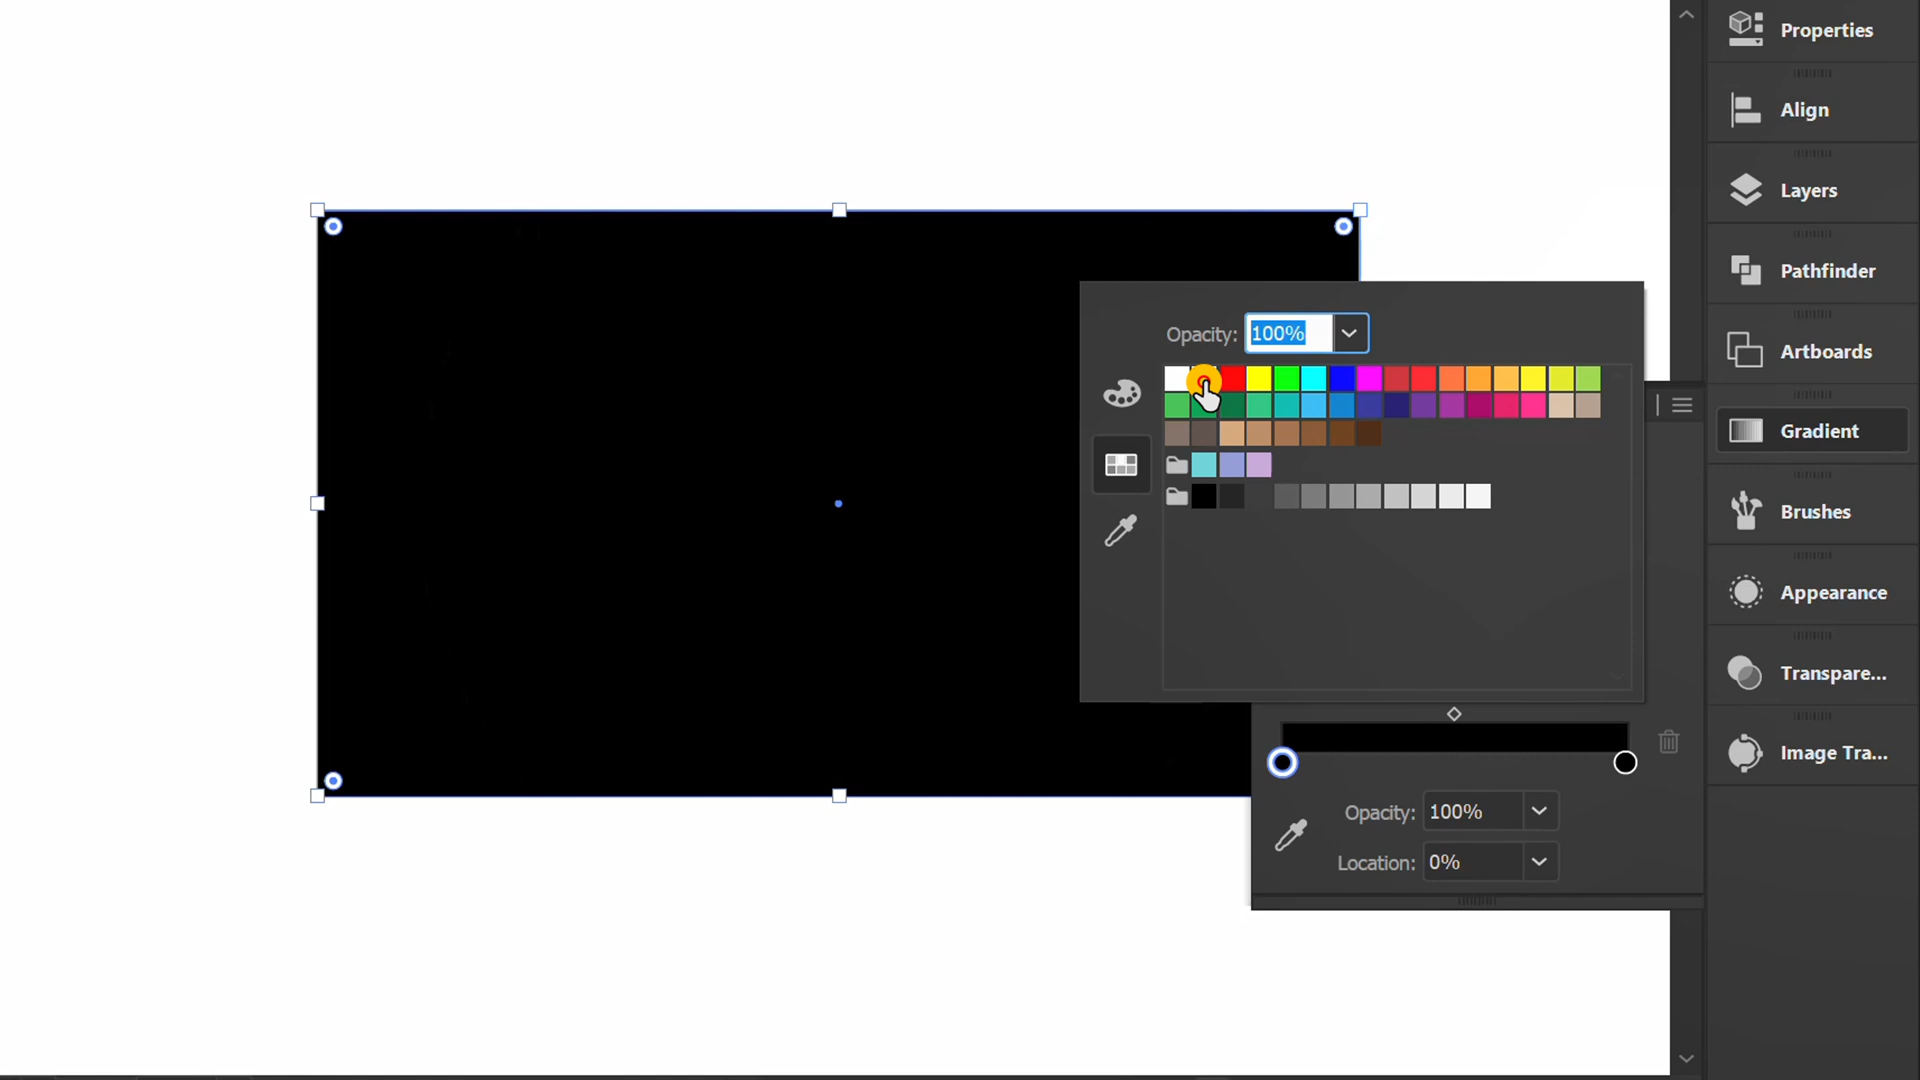 Properties
Align
Layers
Pathfinder
Opacity: 100%
Artboards
Gradient
Brushes
Appearance
Transpare...
Image Tra...
Opacity: 100%
Location: 0%